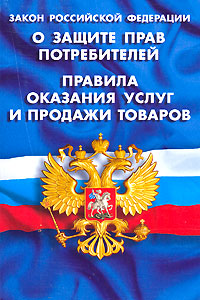 ЗАКОН РОССИЙСКОЙ ФЕДЕРАЦИИ
О ЗАЩИТЕ ПРАВ
ПОТРЕБИТЕЛЕЙ
ПРАВИЛА
ОКАЗАНИЯ УСЛУГ
И ПРОДАЖИ ТОВАРОВ